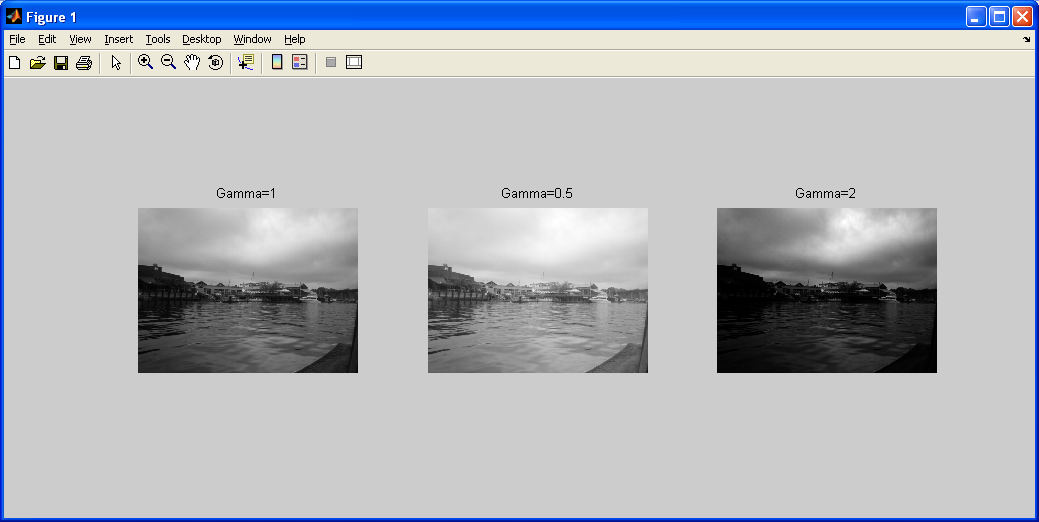 Figure 1
File Edit View Insert Tools Desktop Window Help
Gamma=1 Gamma=0.5 Gamma=2